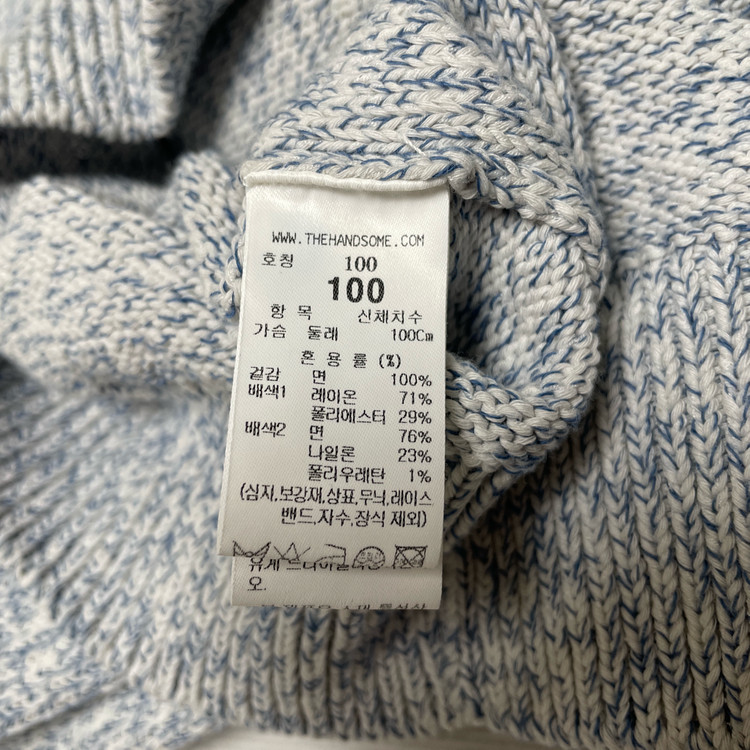 WWW.THEHANDSOME.COM
호칭 100
100
항 목 신체치수
가슴 둘레 100Cm
혼 용 률 (%)
겉감 면 100%
배색1 레이온 71%
폴리에스터 29%
배색2 면 76%
나일론 23%
폴리우레탄 1%
(심지,보강재,상표,무늬,레이스
밴드,자수,장식 제외)
오.